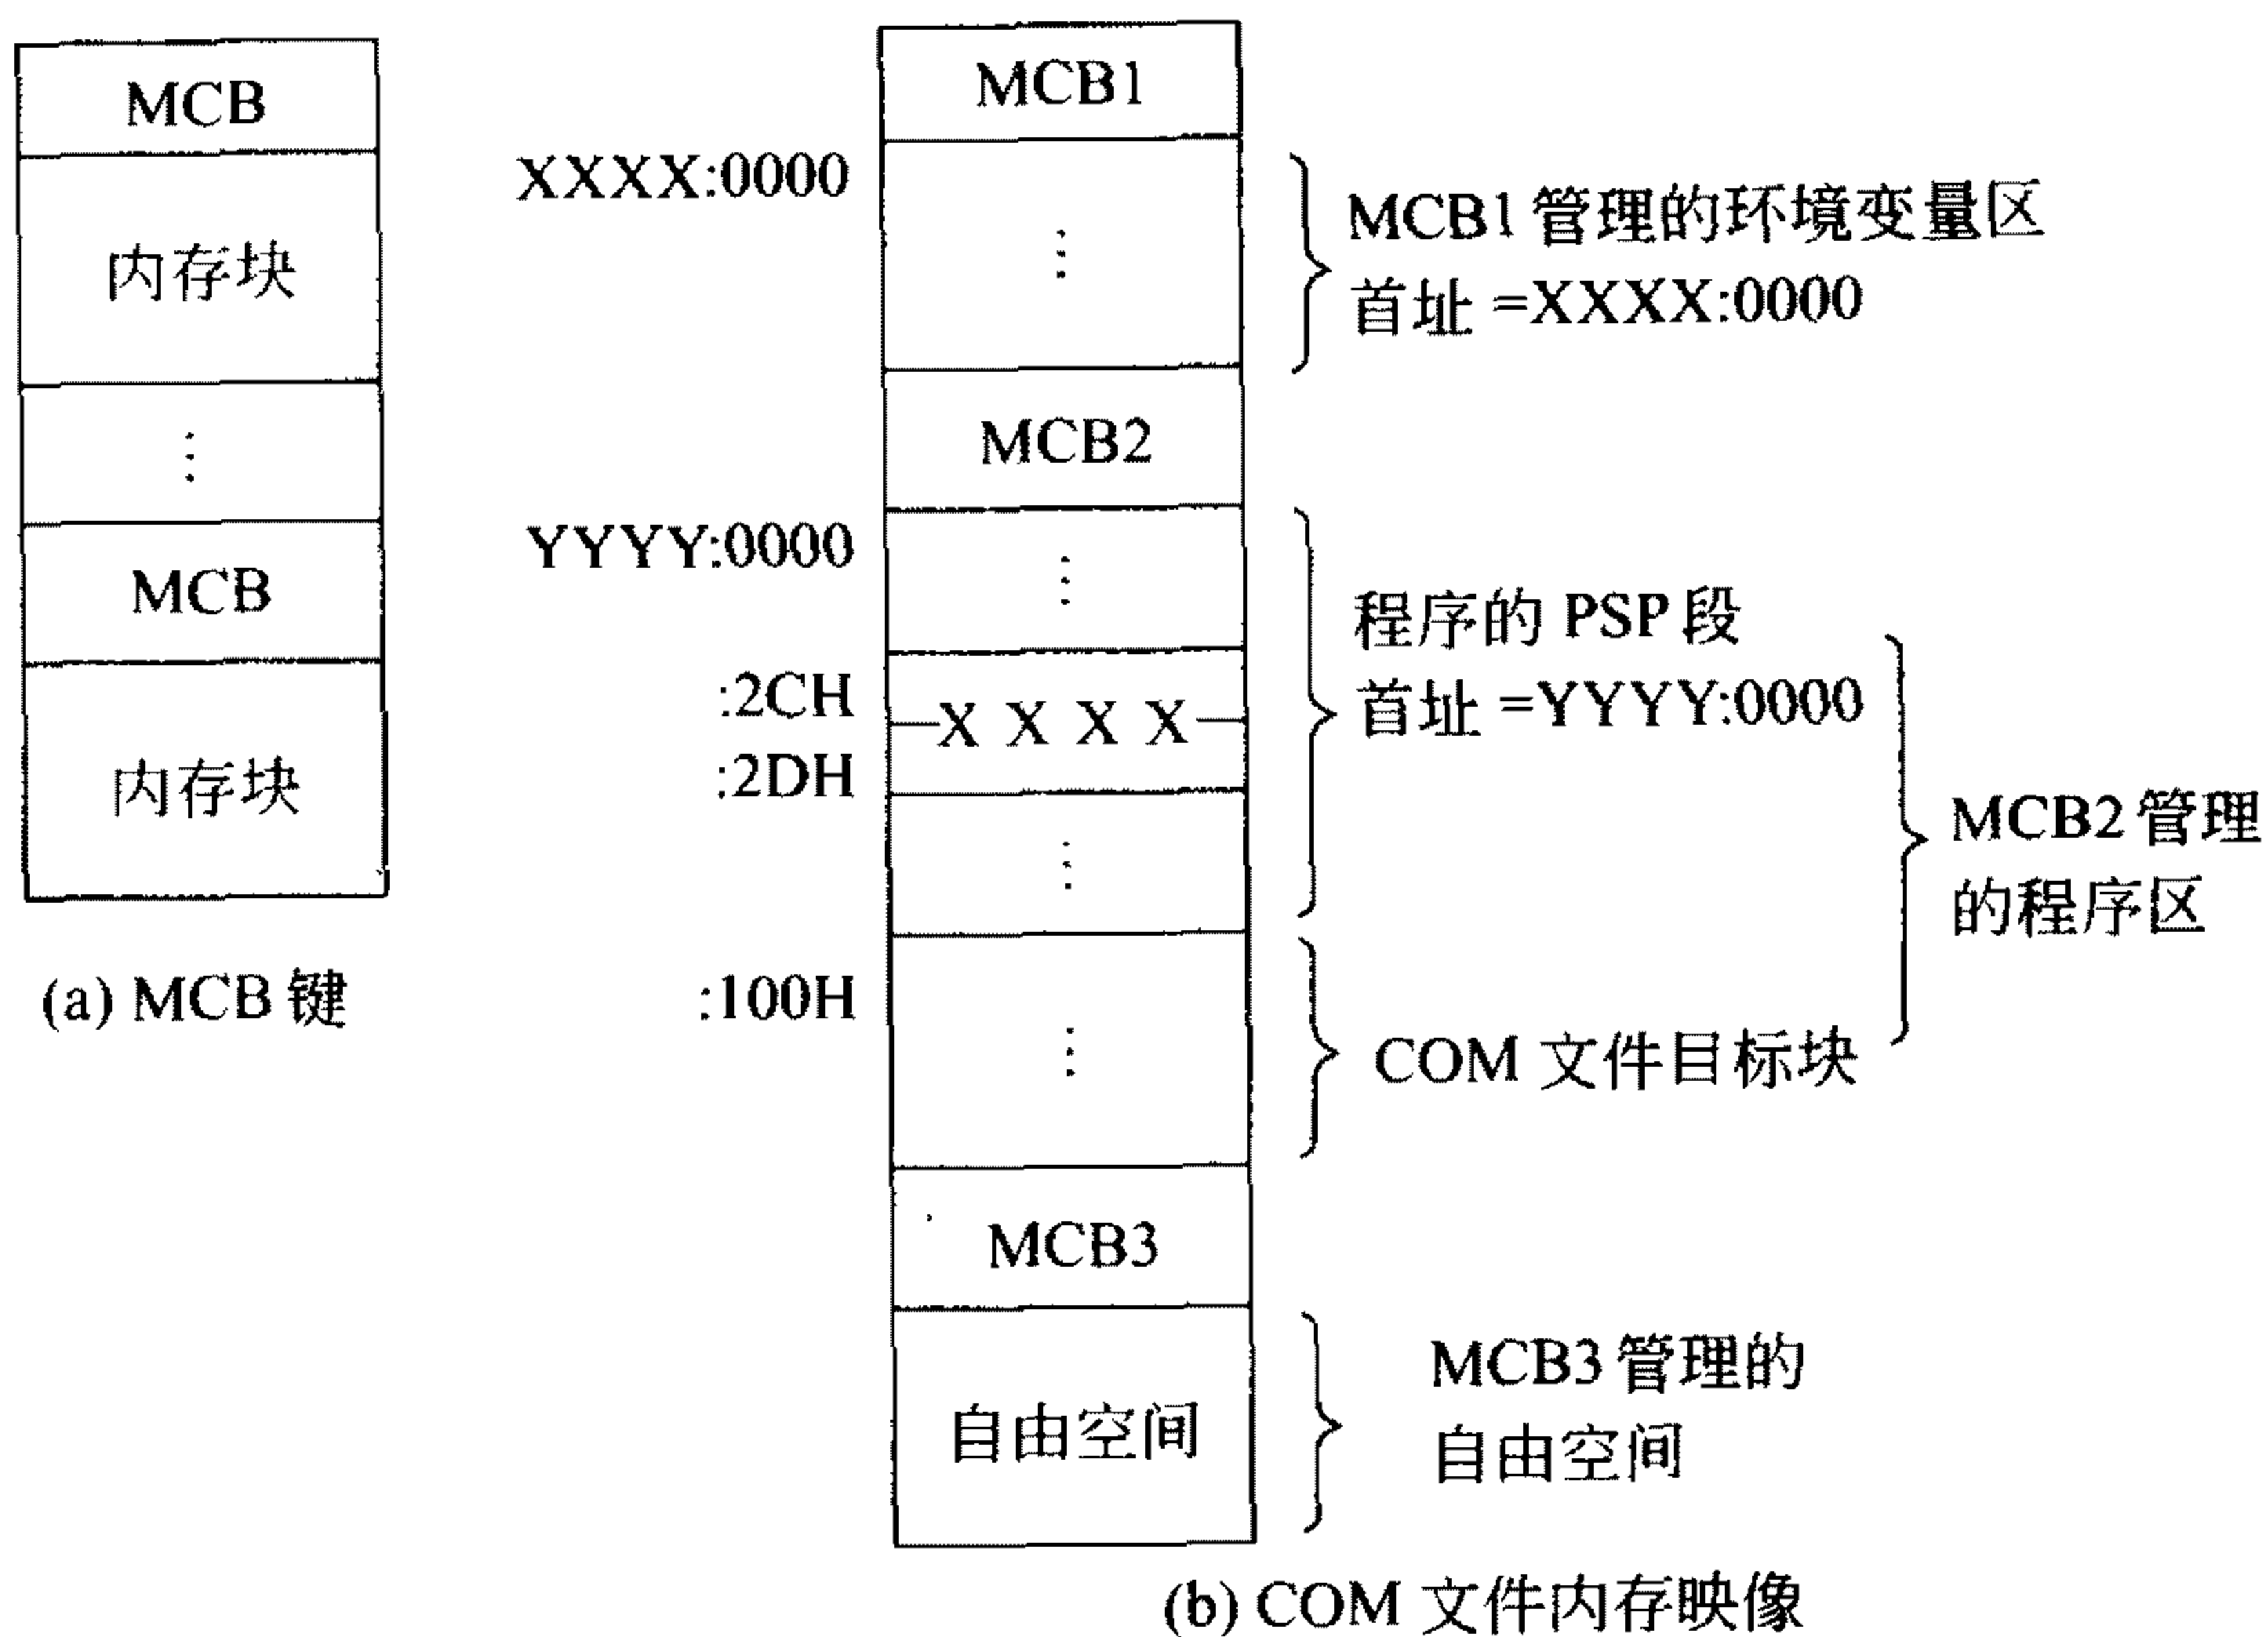 MCB
内存块
⋮
MCB
内存块
(a) MCB 键
MCB1
XXXX:0000
⋮
MCB1 管理的环境变量区
首址 =XXXX:0000
MCB2
YYYY:0000
⋮
程序的 PSP 段
首址 =YYYY:0000
:2CH
X X X X
:2DH
⋮
MCB2 管理
的程序区
:100H
⋮
COM 文件目标块
MCB3
自由空间
MCB3 管理的
自由空间
(b) COM 文件内存映像